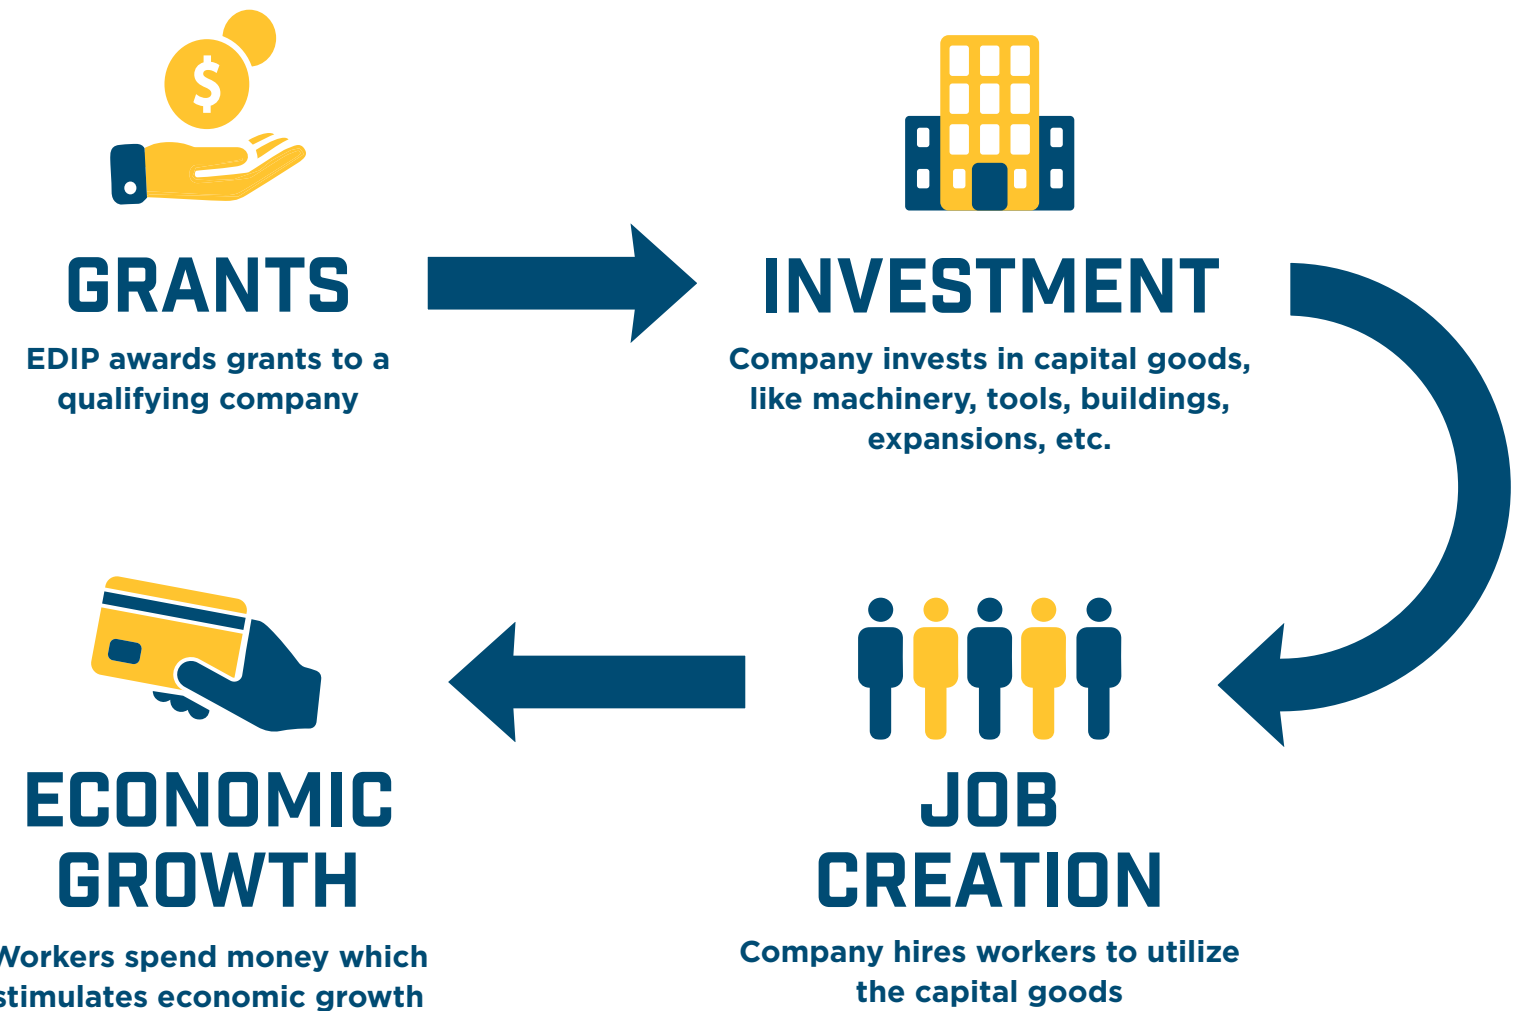 $
GRANTS
EDIP awards grants to a
qualifying company
INVESTMENT
Company invests in capital goods,
like machinery, tools, buildings,
expansions, etc.
JOB
CREATION
Company hires workers to utilize
the capital goods
ECONOMIC
GROWTH
Workers spend money which
stimulates economic growth